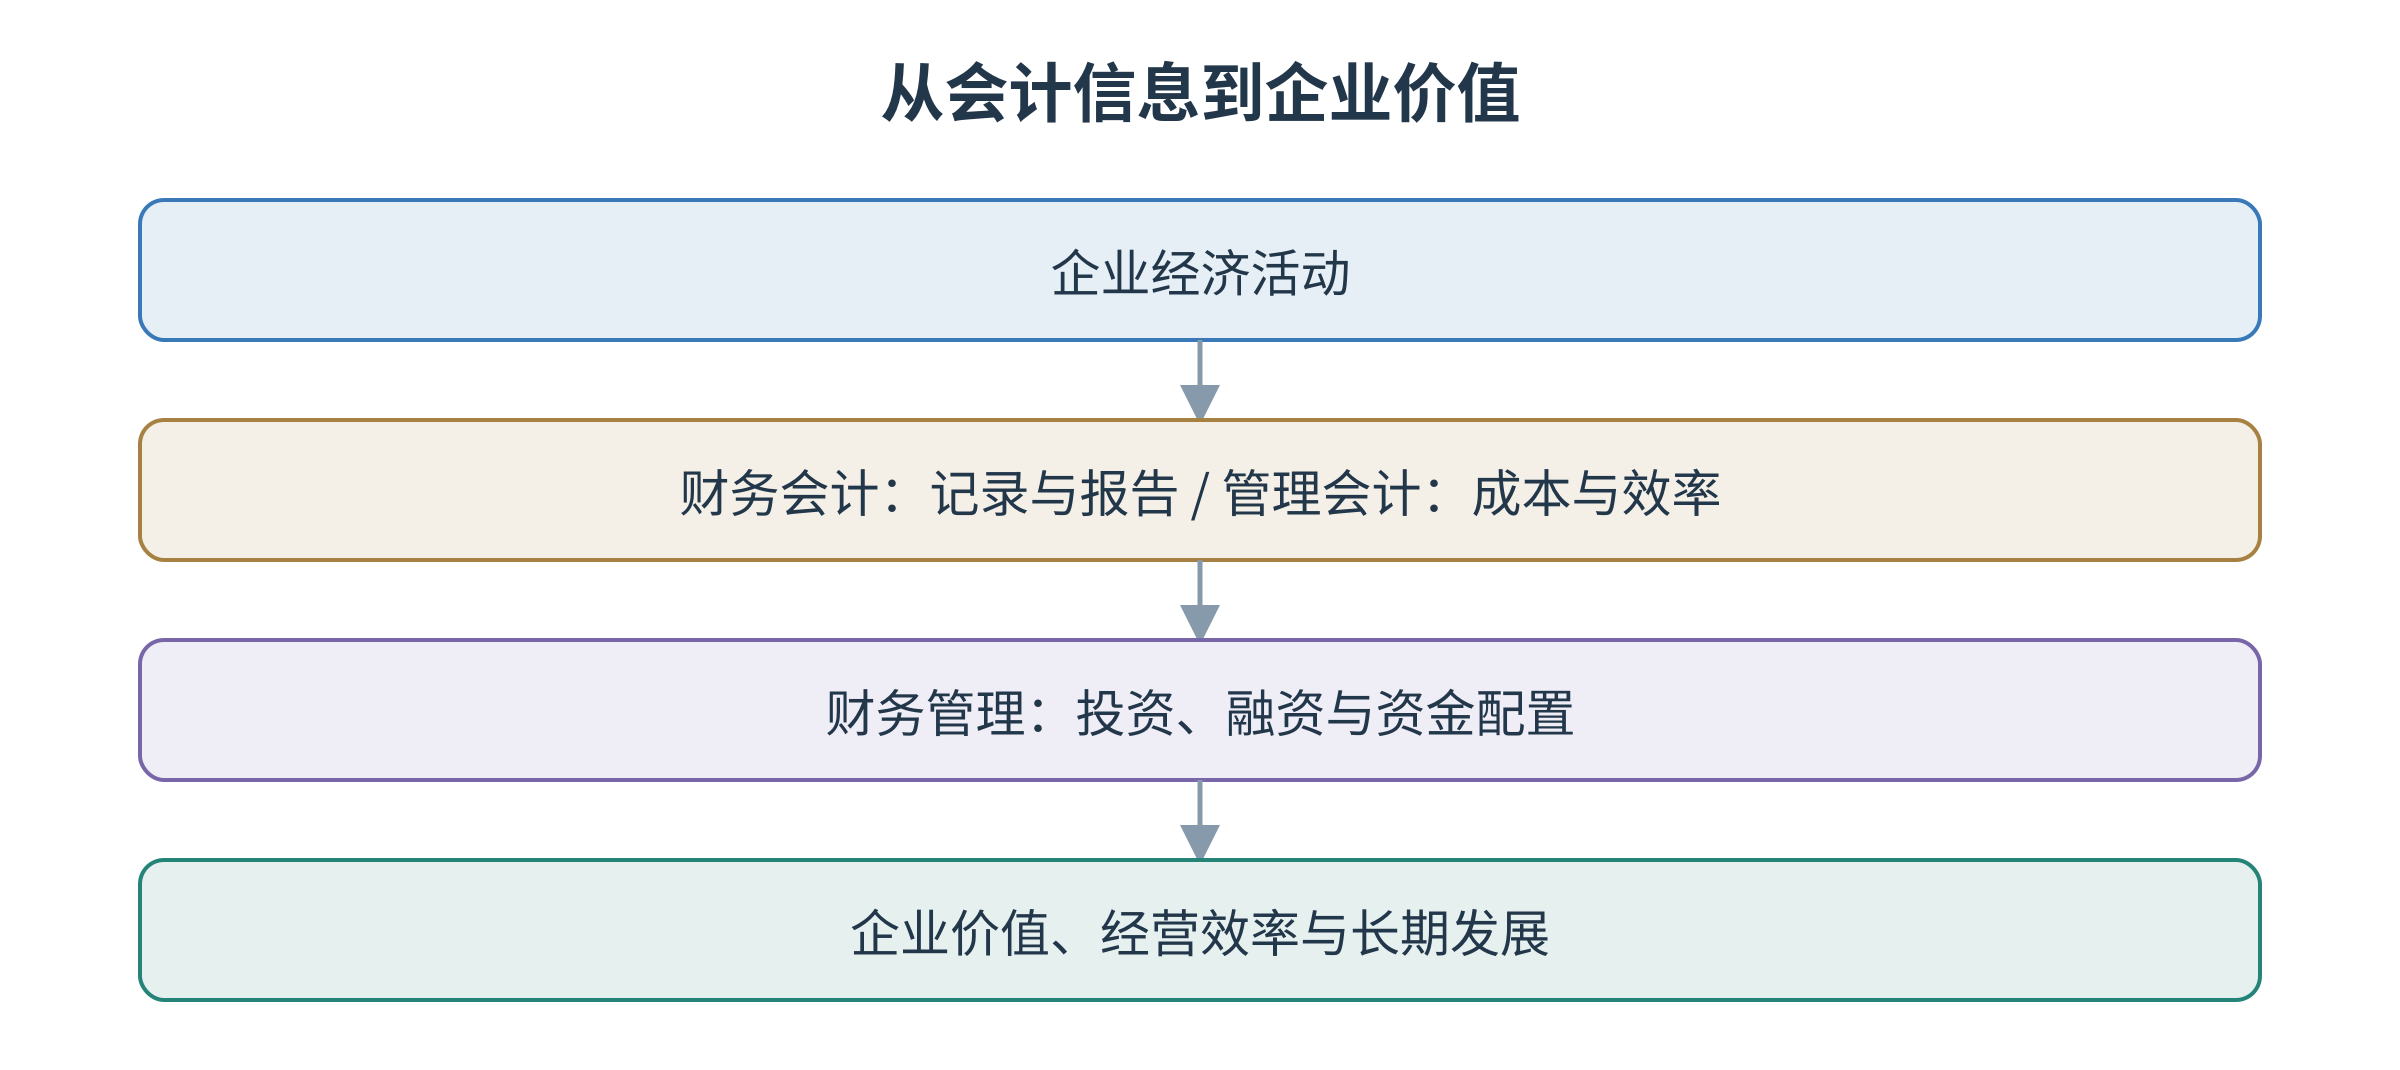 从会计信息到企业价值
企业经济活动
财务会计：记录与报告 / 管理会计：成本与效率
财务管理：投资、融资与资金配置
企业价值、经营效率与长期发展